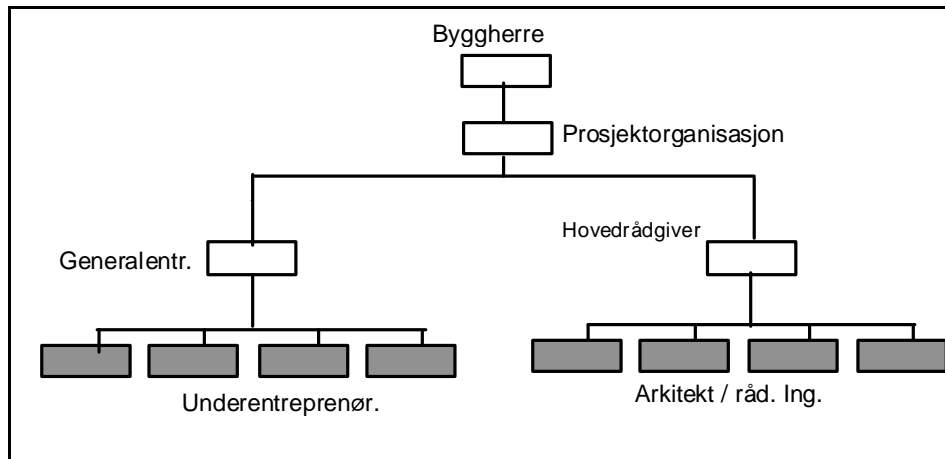 Byggherre
Prosjektorganisasjon
Hovedrådgiver
Generalentr.
Underentreprenør.
Arkitekt / råd. Ing.